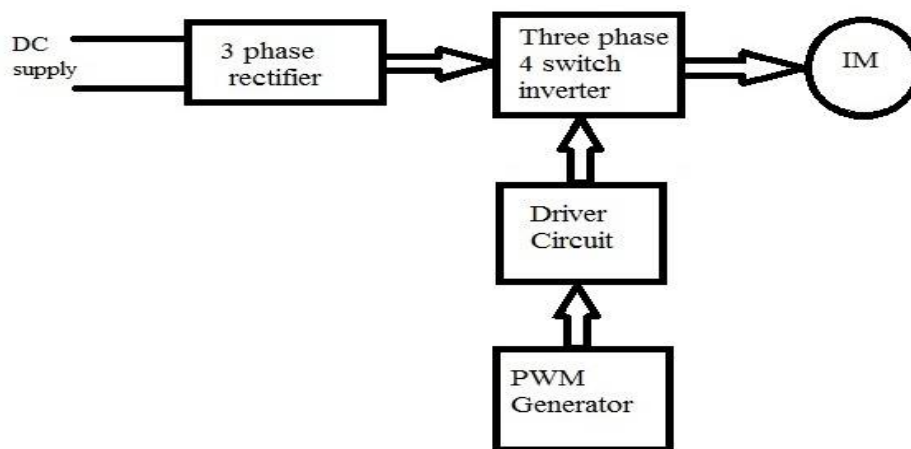 DC
supply
3 phase
rectifier
Three phase
4 switch
inverter
IM
Driver
Circuit
PWM
Generator